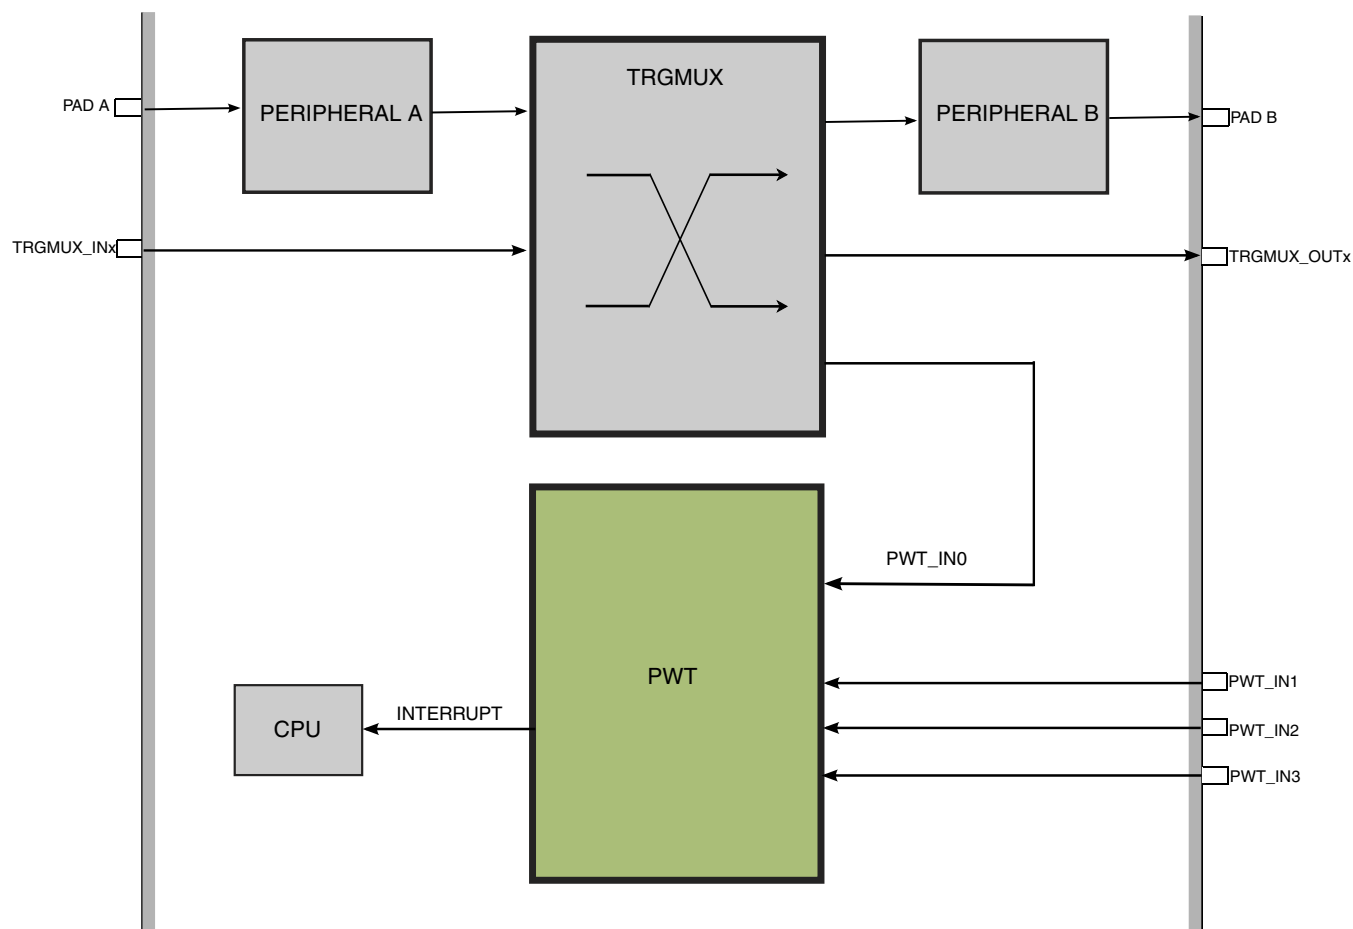 TRGMUX
PAD A
PERIPHERAL A
PERIPHERAL B
PAD B
TRGMUX_INx
TRGMUX_OUTx
PWT_IN0
PWT
PWT_IN1
INTERRUPT
CPU
PWT_IN2
PWT_IN3